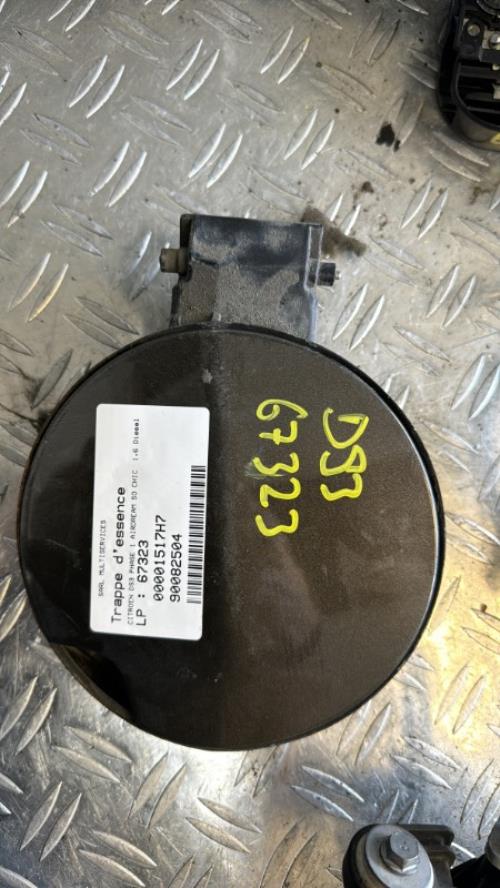 SARL MULTISERVICES
Trappe d'essence
CITROEN DS3 PHASE 1 AIRDREAM SO CHIC 1.6 Diesel
LP : 67323
00001517H7
90082504
DS3
67323